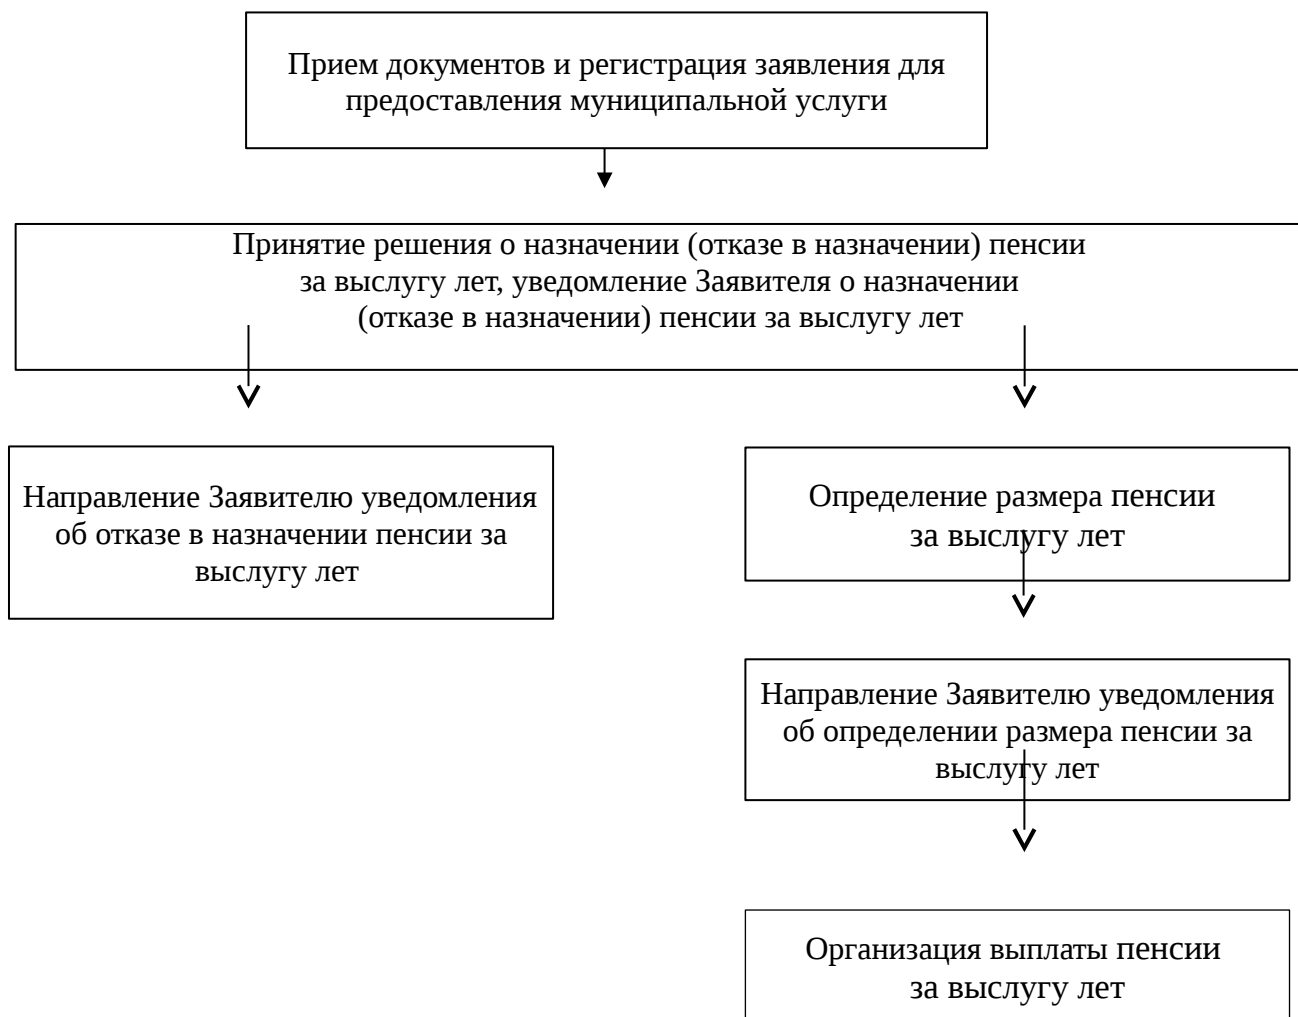 Прием документов и регистрация заявления для
предоставления муниципальной услуги
Принятие решения о назначении (отказе в назначении) пенсии
за выслугу лет, уведомление Заявителя о назначении
(отказе в назначении) пенсии за выслугу лет
Направление Заявителю уведомления
об отказе в назначении пенсии за
выслугу лет
Определение размера пенсии
за выслугу лет
Направление Заявителю уведомления
об определении размера пенсии за
выслугу лет
Организация выплаты пенсии
за выслугу лет